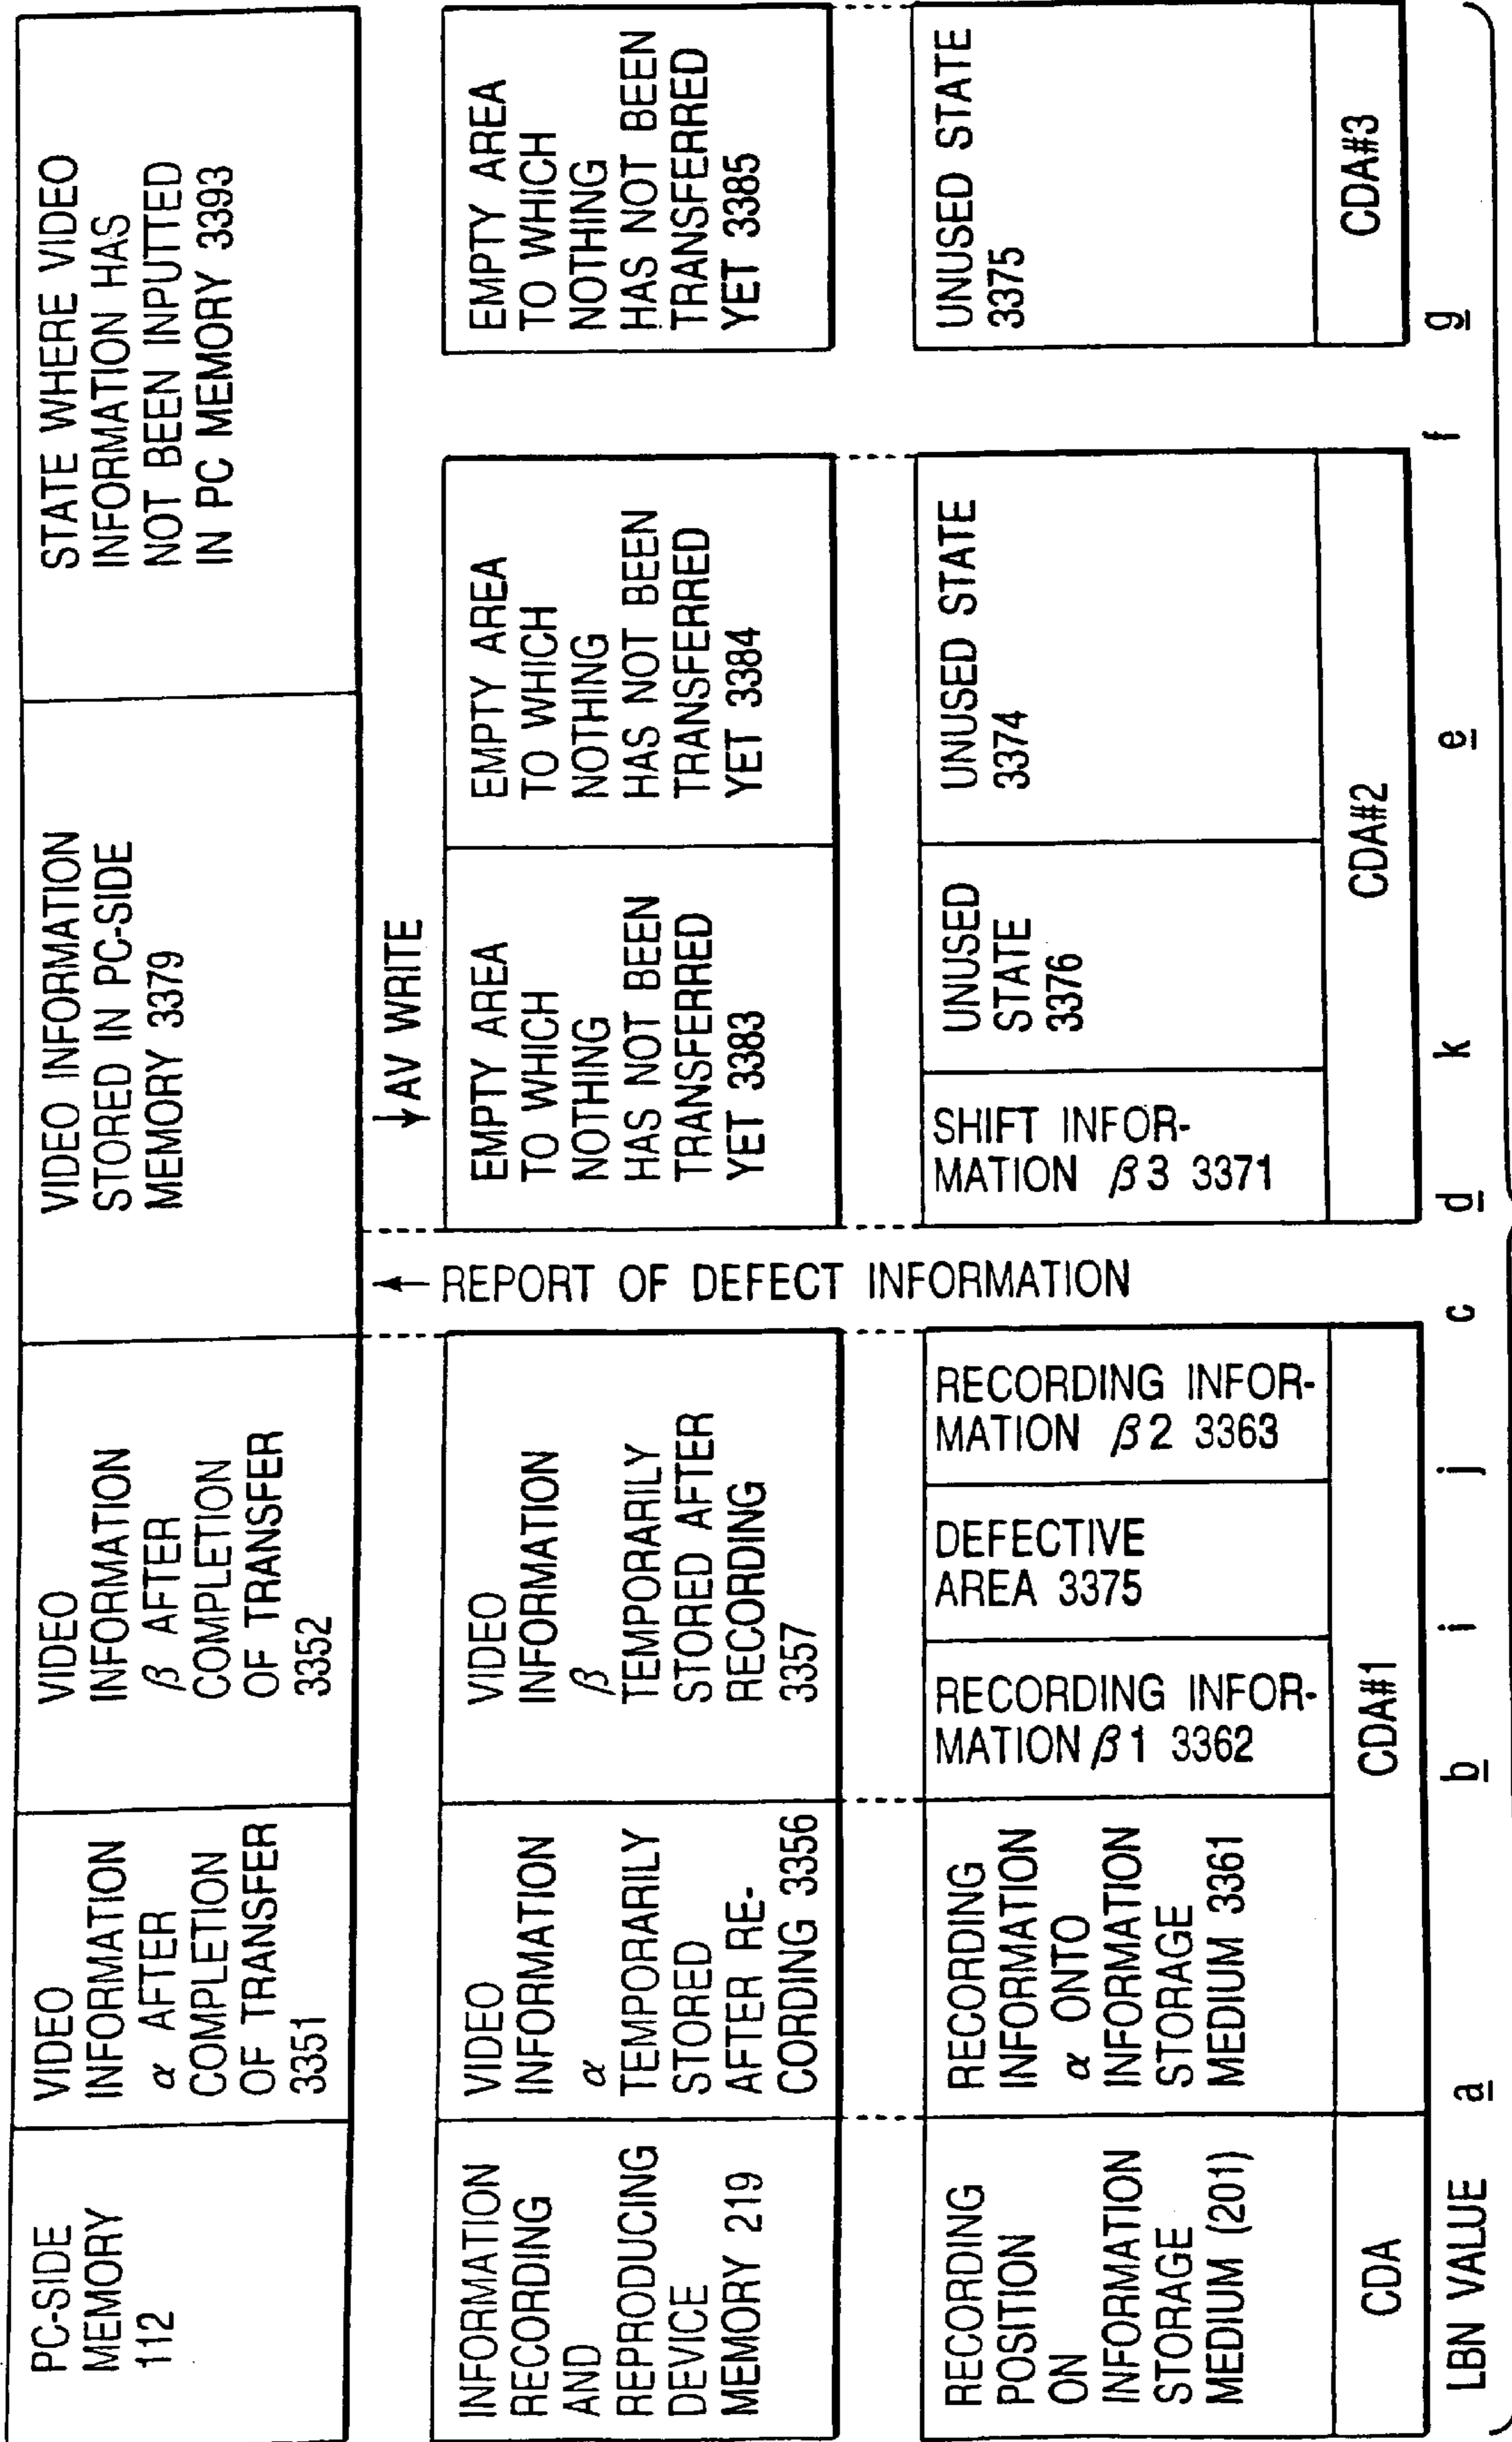 PC-SIDE
MEMORY
112
VIDEO
INFORMATION
α AFTER
COMPLETION
OF TRANSFER
3351
VIDEO
INFORMATION
β AFTER
COMPLETION
OF TRANSFER
3352
VIDEO INFORMATION
STORED IN PC-SIDE
MEMORY 3379
STATE WHERE VIDEO
INFORMATION HAS
NOT BEEN INPUTTED
IN PC MEMORY 3393
← REPORT OF DEFECT INFORMATION
↓ AV WRITE
INFORMATION
RECORDING
AND
REPRODUCING
DEVICE
MEMORY 219
VIDEO
INFORMATION
α
TEMPORARILY
STORED
AFTER RE-
CORDING 3356
VIDEO
INFORMATION
β
TEMPORARILY
STORED AFTER
RECORDING
3357
EMPTY AREA
TO WHICH
NOTHING
HAS NOT BEEN
TRANSFERRED
YET 3383
EMPTY AREA
TO WHICH
NOTHING
HAS NOT BEEN
TRANSFERRED
YET 3384
EMPTY AREA
TO WHICH
NOTHING
HAS NOT BEEN
TRANSFERRED
YET 3385
RECORDING
POSITION
ON
INFORMATION
STORAGE
MEDIUM (201)
RECORDING
INFORMATION
α ONTO
INFORMATION
STORAGE
MEDIUM 3361
RECORDING INFOR-
MATION β1 3362
DEFECTIVE
AREA 3375
RECORDING INFOR-
MATION β2 3363
SHIFT INFOR-
MATION β3 3371
UNUSED
STATE
3376
UNUSED STATE
3374
UNUSED STATE
3375
CDA
CDA#1
CDA#2
CDA#3
LBN VALUE a b i j c d k e f g